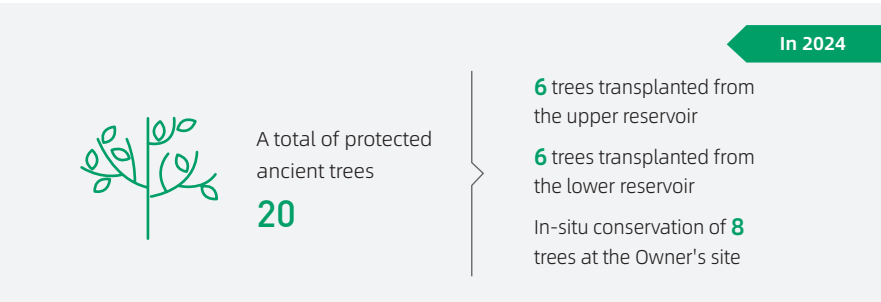 In 2024
A total of protected
ancient trees
20
6 trees transplanted from
the upper reservoir
6 trees transplanted from
the lower reservoir
In-situ conservation of 8
trees at the Owner's site